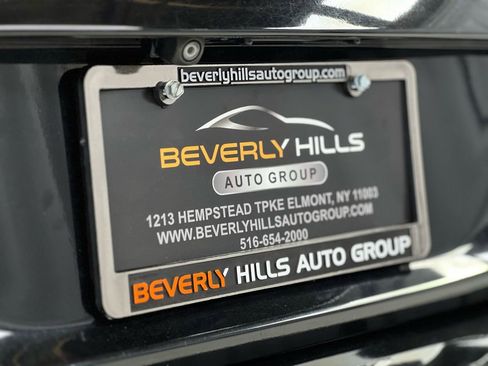 beverlyhillsautogroup.com
BEVERLY HILLS
AUTO GROUP
1213 HEMPSTEAD TPKE ELMONT, NY 11003
WWW.BEVERLYHILLSAUTOGROUP.COM
516-654-2000
BEVERLY HILLS AUTO GROUP